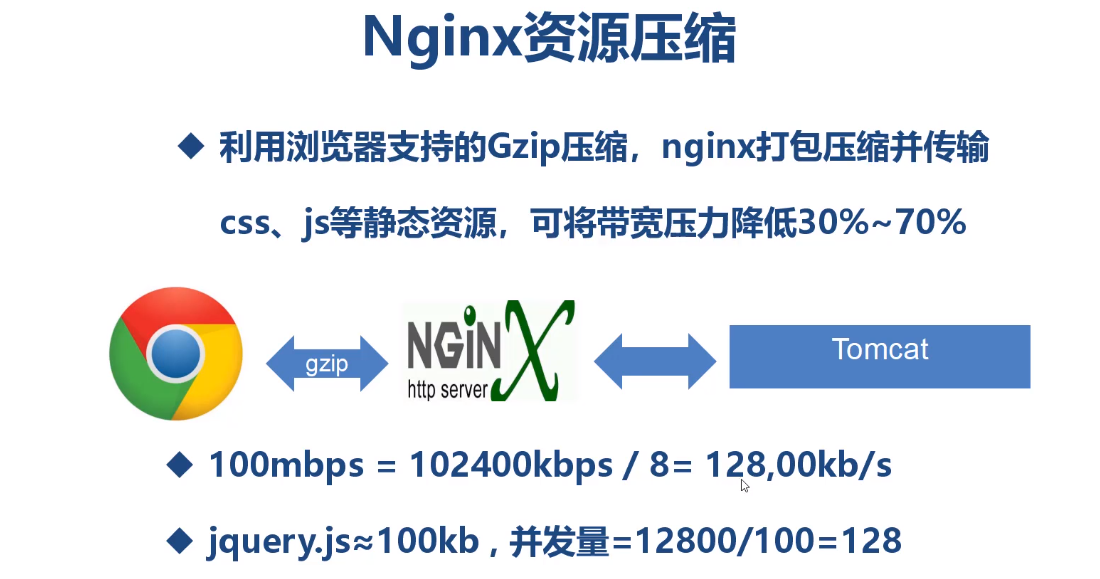 Nginx资源压缩
◆ 利用浏览器支持的Gzip压缩，nginx打包压缩并传输
css、js等静态资源，可将带宽压力降低30%~70%
gzip
NGiNX
http server
Tomcat
◆ 100mbps = 102400kbps / 8= 128,00kb/s
◆ jquery.js≈100kb , 并发量=12800/100=128